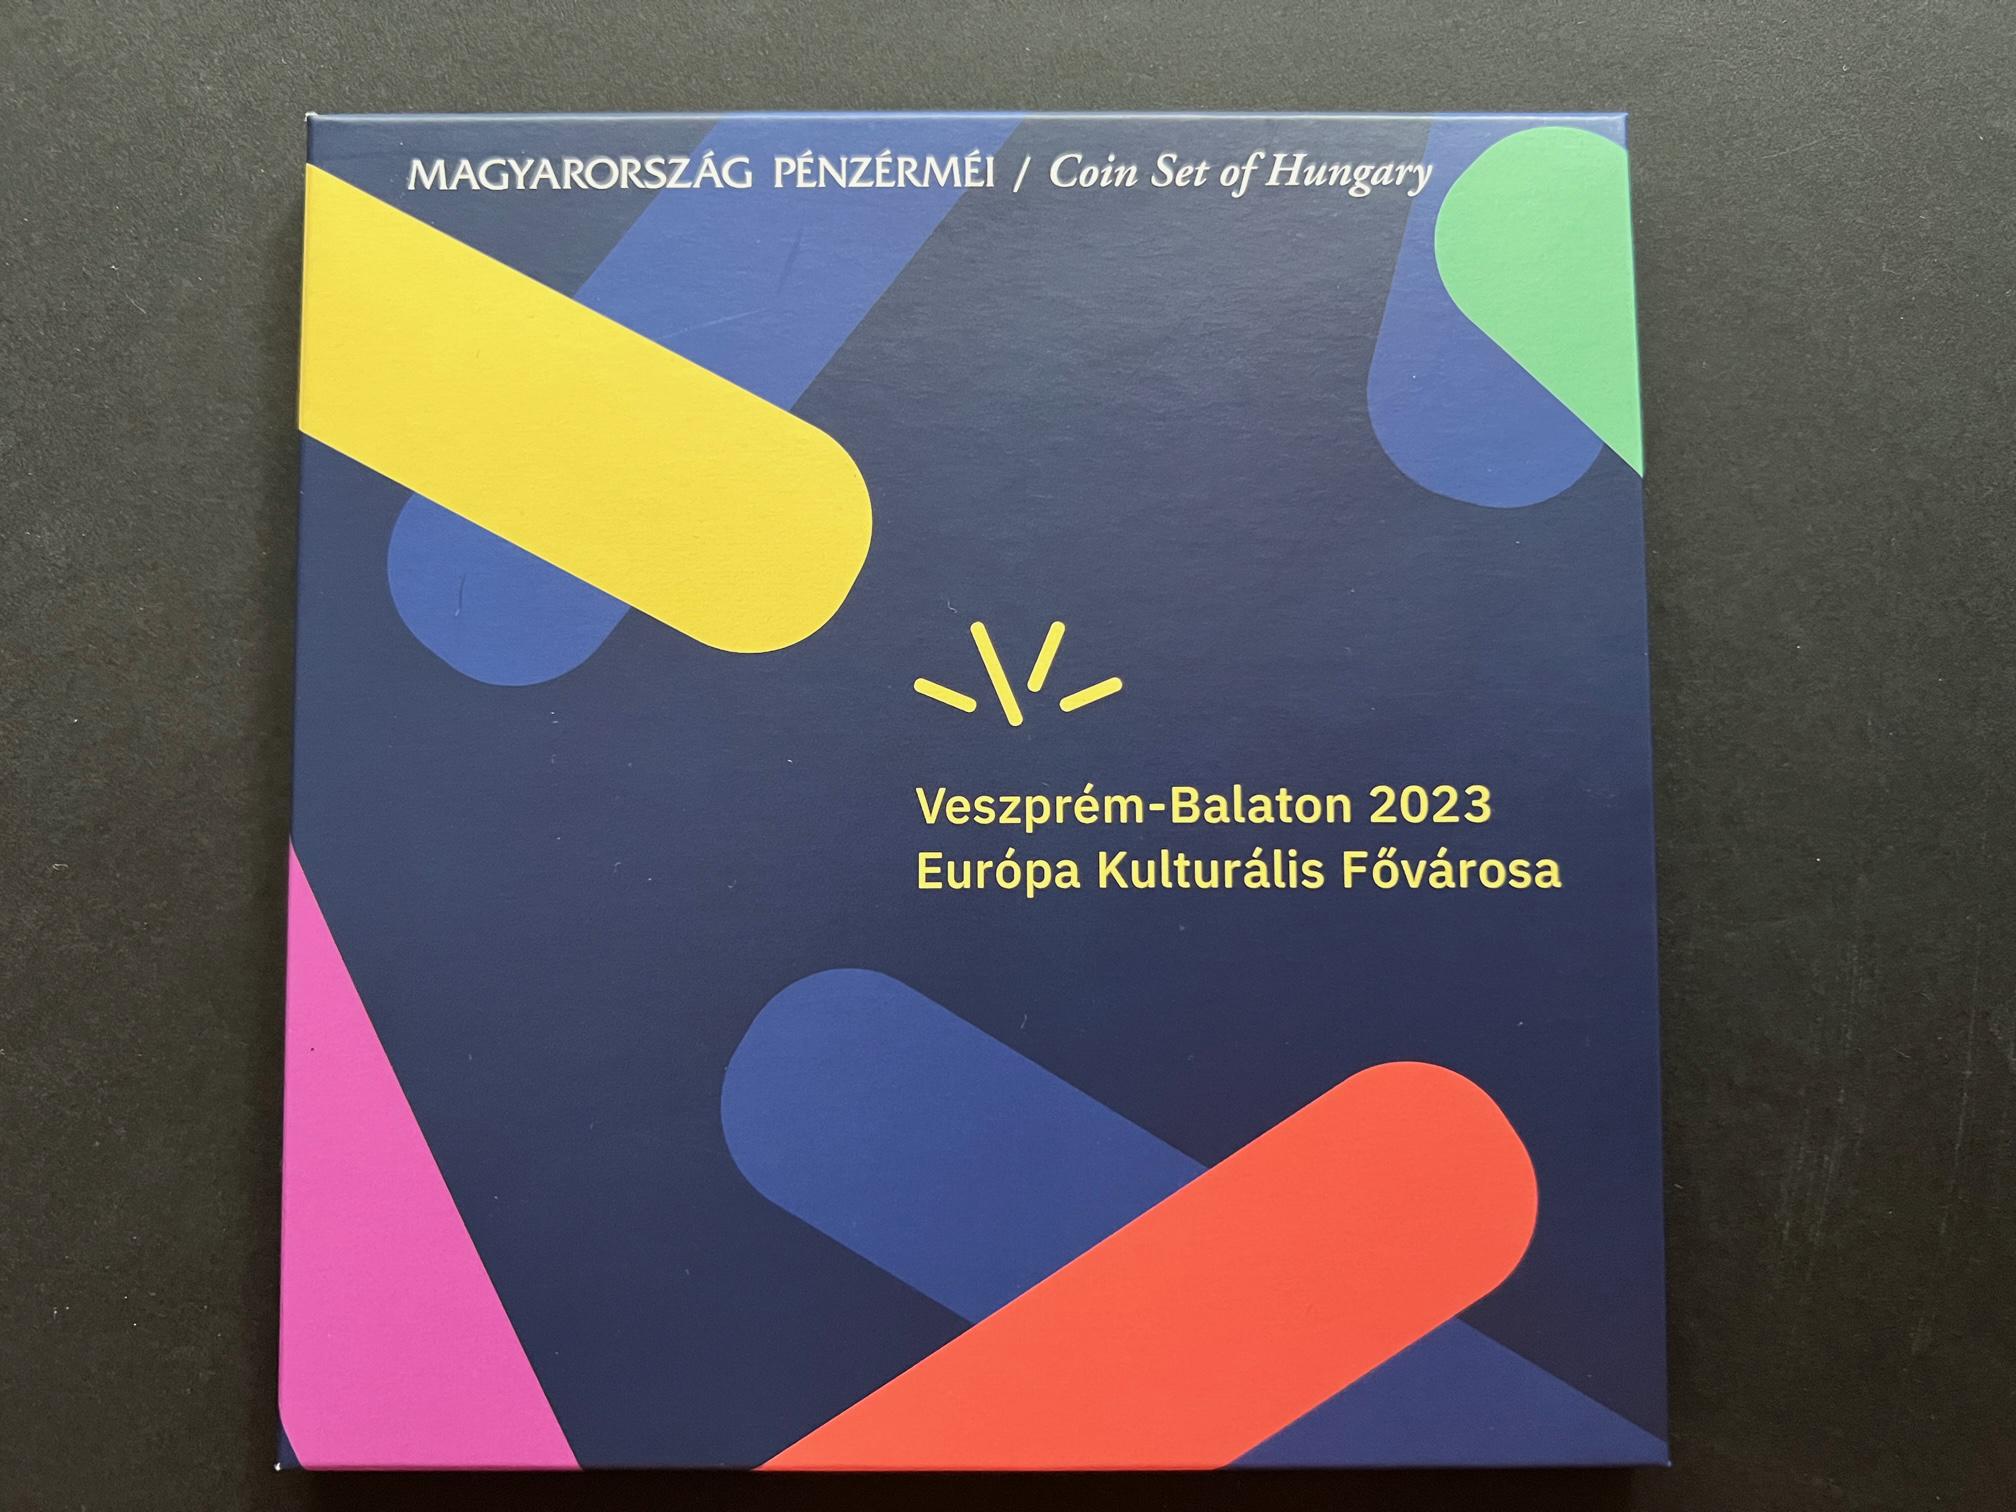 MAGYARORSZÁG PÉNZÉRMÉI / Coin Set of Hungary
Veszprém-Balaton 2023
Európa Kulturális Fővárosa